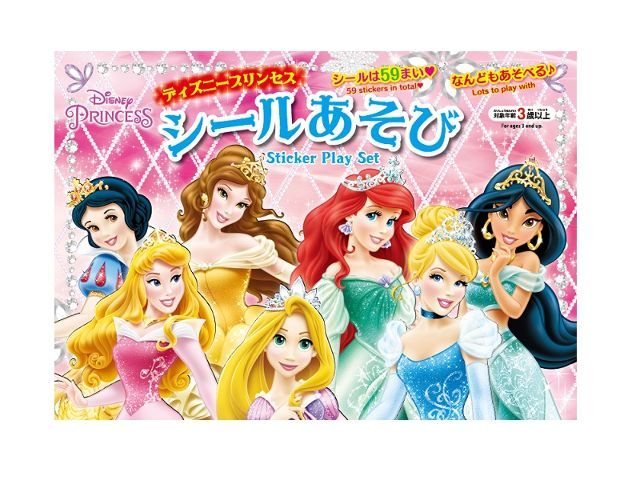 ディズニープリンセス
シールは59まい♥
59 stickers in total♥
なんどもあそべる♪
Lots to play with
Disney
PRINCESS
シールあそび
Sticker Play Set
対象年齢3歳以上
For ages 3 and up.